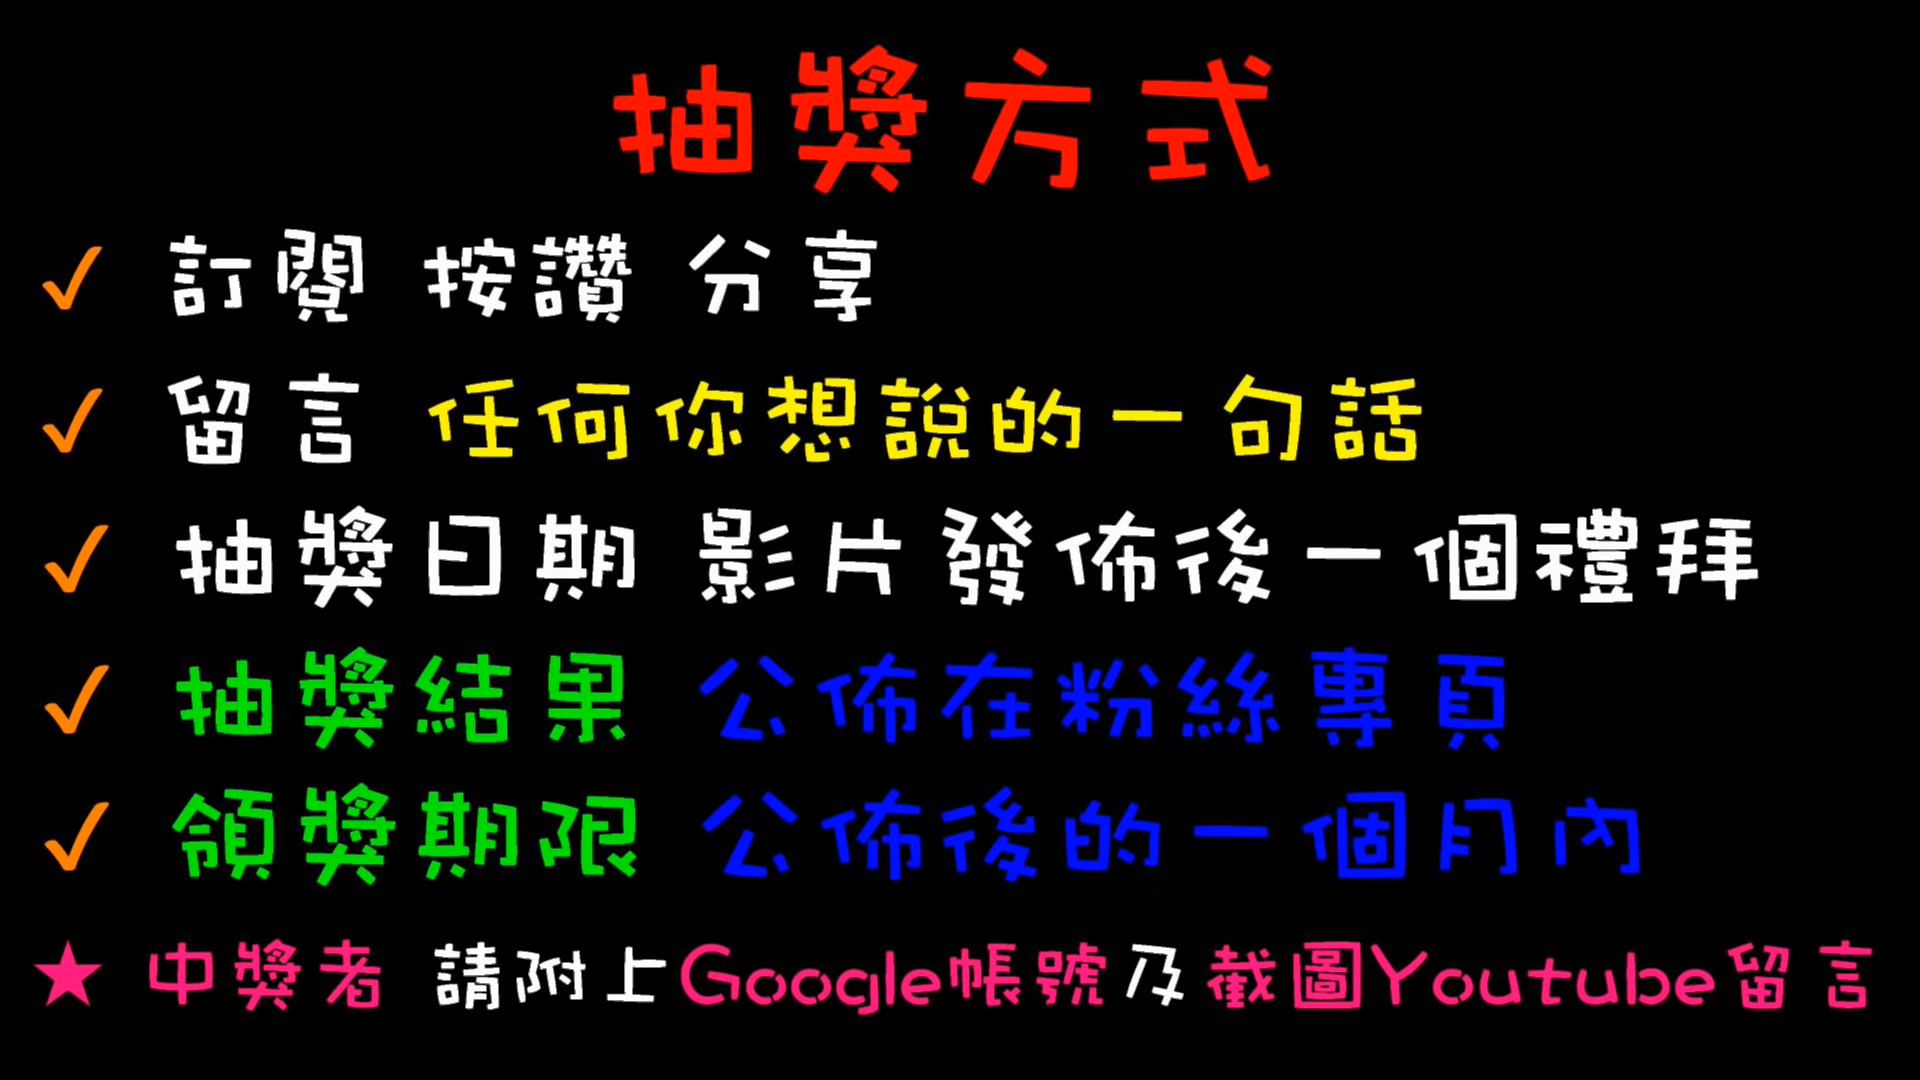 抽獎方式
✓ 訂閱 按讚 分享
✓ 留言 任何你想說的一句話
✓ 抽獎日期 影片發佈後一個禮拜
✓ 抽獎結果 公佈在粉絲專頁
✓ 領獎期限 公佈後的一個月內
★ 中獎者 請附上Google帳號及截圖Youtube留言